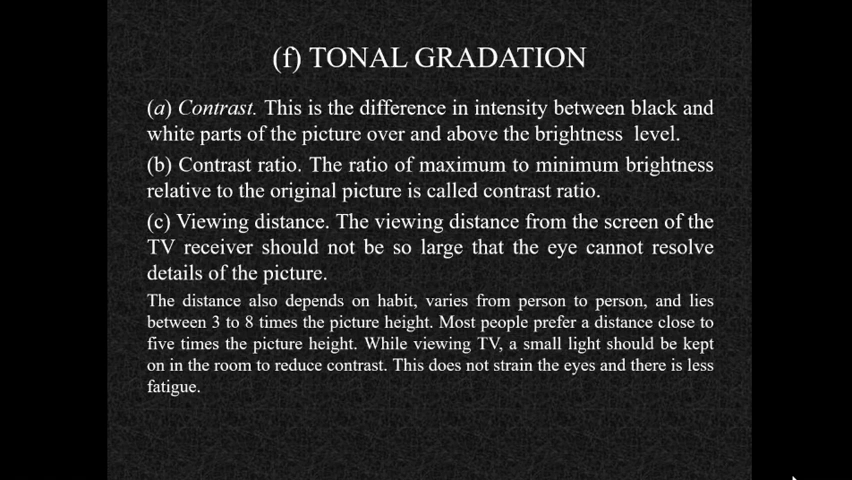 (f) TONAL GRADATION
(a) Contrast. This is the difference in intensity between black and
white parts of the picture over and above the brightness level.
(b) Contrast ratio. The ratio of maximum to minimum brightness
relative to the original picture is called contrast ratio.
(c) Viewing distance. The viewing distance from the screen of the
TV receiver should not be so large that the eye cannot resolve
details of the picture.
The distance also depends on habit, varies from person to person, and lies
between 3 to 8 times the picture height. Most people prefer a distance close to
five times the picture height. While viewing TV, a small light should be kept
on in the room to reduce contrast. This does not strain the eyes and there is less
fatigue.